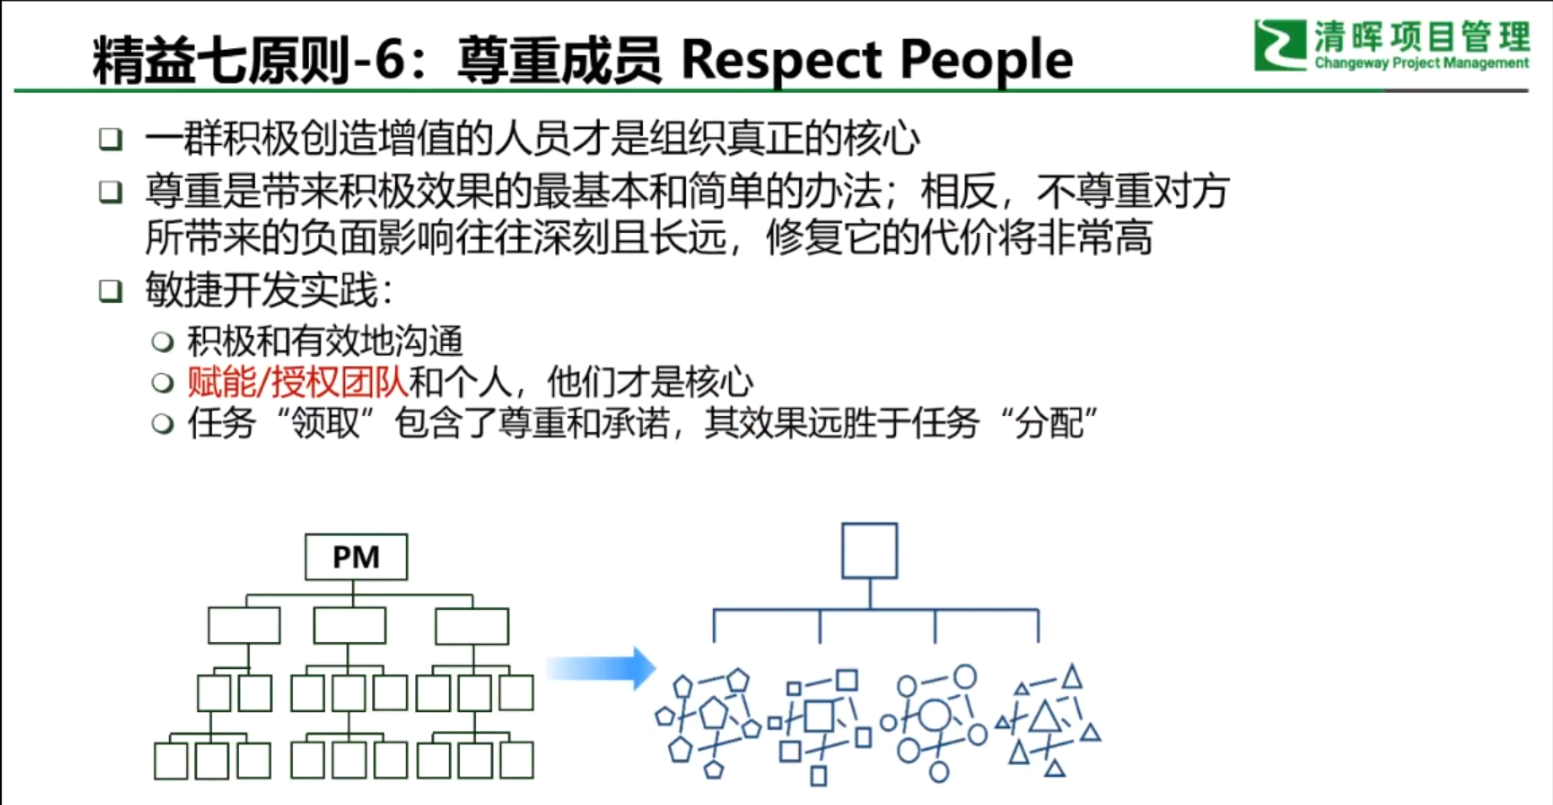 精益七原则-6：尊重成员 Respect People
清晖项目管理
Changeway Project Management
一群积极创造增值的人员才是组织真正的核心
尊重是带来积极效果的最基本和简单的办法；相反，不尊重对方
所带来的负面影响往往深刻且长远，修复它的代价将非常高
敏捷开发实践：
积极和有效地沟通
赋能/授权团队和个人，他们才是核心
任务“领取”包含了尊重和承诺，其效果远胜于任务“分配”
PM